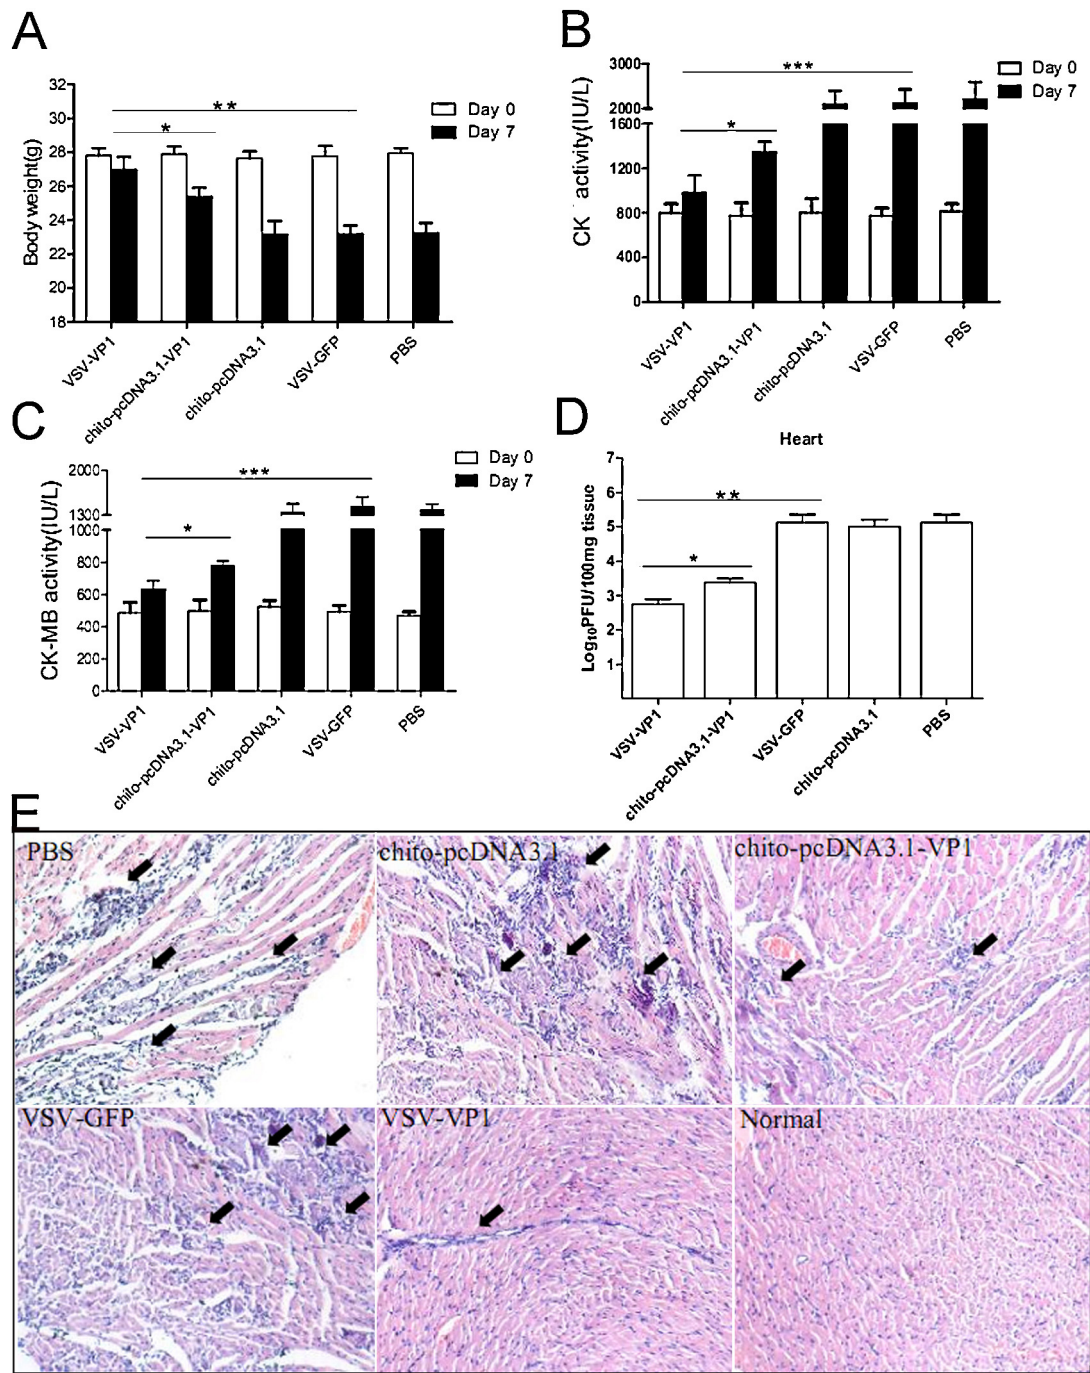 A
Body weight(g)
32
30
28
26
24
22
20
18
**
*
Day 0
Day 7
VSV-VP1
chito-pcDNA3.1-VP1
chito-pcDNA3.1
VSV-GFP
PBS
B
CK activity(IU/L)
3000
2000
1600
1200
800
400
0
***
*
Day 0
Day 7
VSV-VP1
chito-pcDNA3.1-VP1
chito-pcDNA3.1
VSV-GFP
PBS
C
CK-MB activity(IU/L)
2000
1300
1000
800
600
400
200
0
***
*
Day 0
Day 7
VSV-VP1
chito-pcDNA3.1-VP1
chito-pcDNA3.1
VSV-GFP
PBS
D
Heart
Log₁₀PFU/100mg tissue
7
6
5
4
3
2
1
**
*
VSV-VP1
chito-pcDNA3.1-VP1
VSV-GFP
chito-pcDNA3.1
PBS
E
PBS
chito-pcDNA3.1
chito-pcDNA3.1-VP1
VSV-GFP
VSV-VP1
Normal